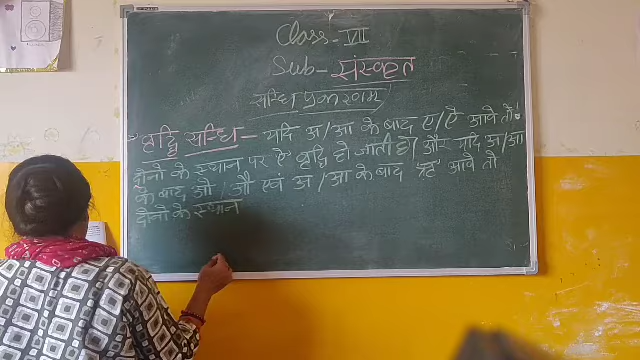 Class-VII
Sub- संस्कृत
सन्धि प्रकरणम्
वृद्धि सन्धि - यदि अ/आ के बाद ए/ऐ आवे तो
दोनों के स्थान पर ऐ वृद्धि हो जाती है। और यदि अ/आ
के बाद ओ/औ एवं अ/आ के बाद आवे तो
दोनों के स्थान